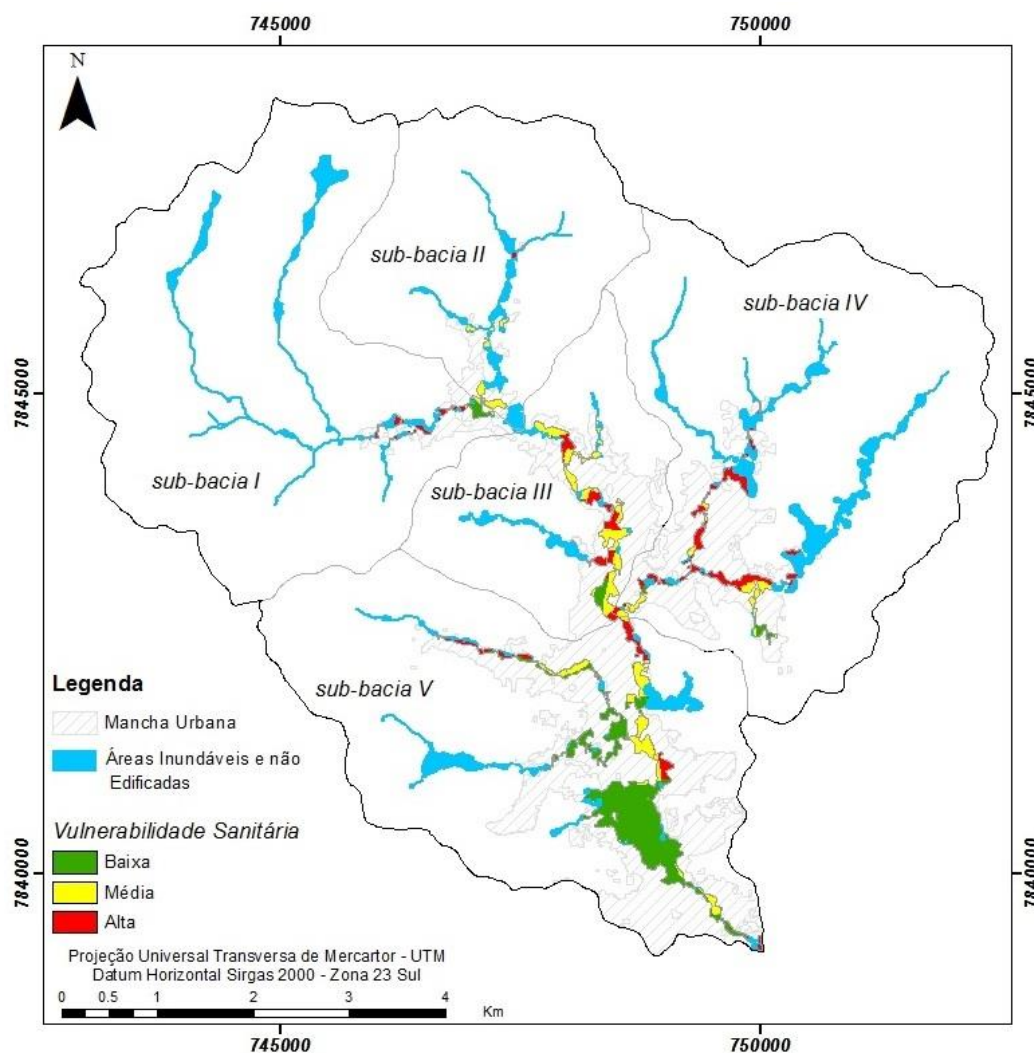 745000
750000
N
sub-bacia II
sub-bacia IV
7845000
7845000
sub-bacia I
sub-bacia III
sub-bacia V
Legenda
Mancha Urbana
Áreas Inundáveis e não
Edificadas
Vulnerabilidade Sanitária
Baixa
Média
Alta
7840000
7840000
Projeção Universal Transversa de Mercartor - UTM
Datum Horizontal Sirgas 2000 - Zona 23 Sul
0 0.5 1 2 3 4
Km
745000
750000